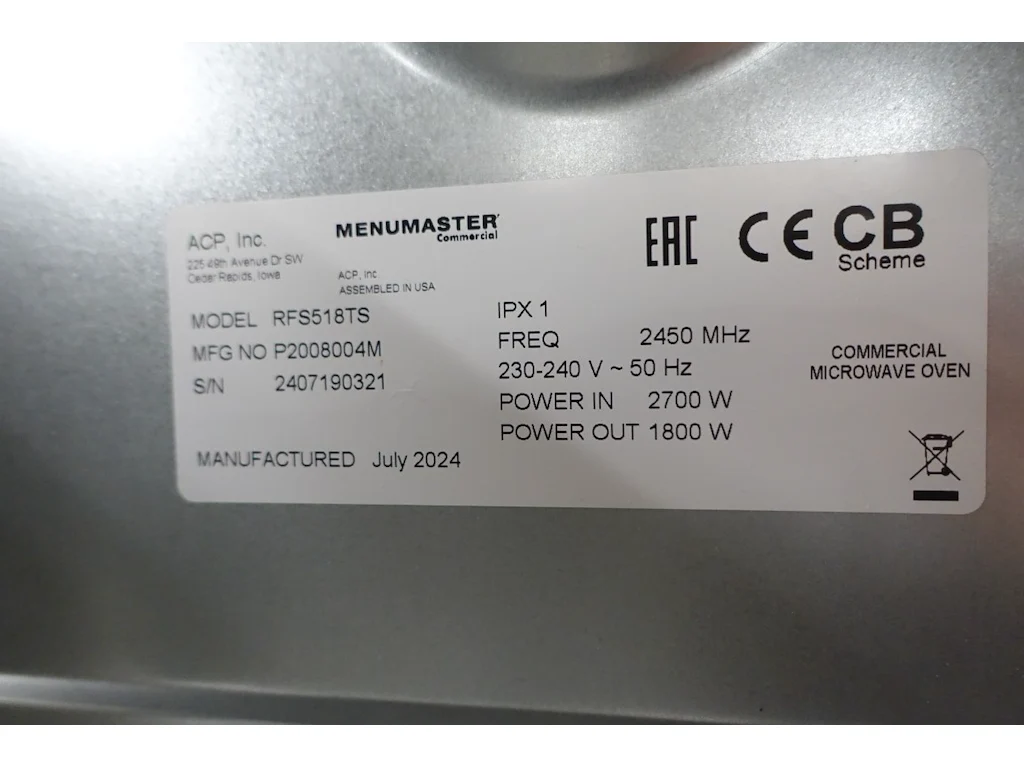 ACP, Inc.
225 49th Avenue Dr SW
Cedar Rapids, Iowa
MENUMASTER
Commercial
ACP, Inc
ASSEMBLED IN USA
EAC CE CB
Scheme
MODEL RFS518TS
MFG NO P2008004M
S/N 2407190321
MANUFACTURED July 2024
IPX 1
FREQ 2450 MHz
230-240 V ~ 50 Hz
POWER IN 2700 W
POWER OUT 1800 W
COMMERCIAL
MICROWAVE OVEN